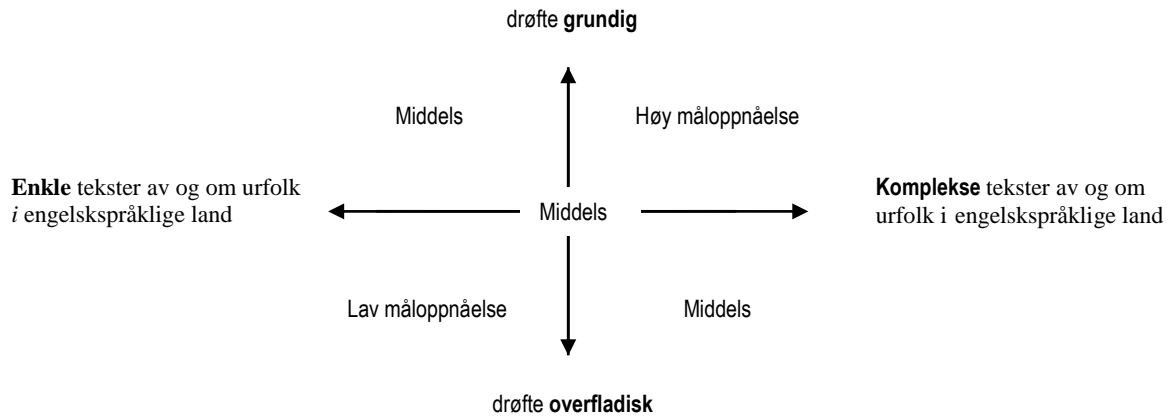 drøfte grundig
Middels
Høy måloppnåelse
Enkle tekster av og om urfolk
i engelskspråklige land
Middels
Komplekse tekster av og om
urfolk i engelskspråklige land
Lav måloppnåelse
Middels
drøfte overfladisk